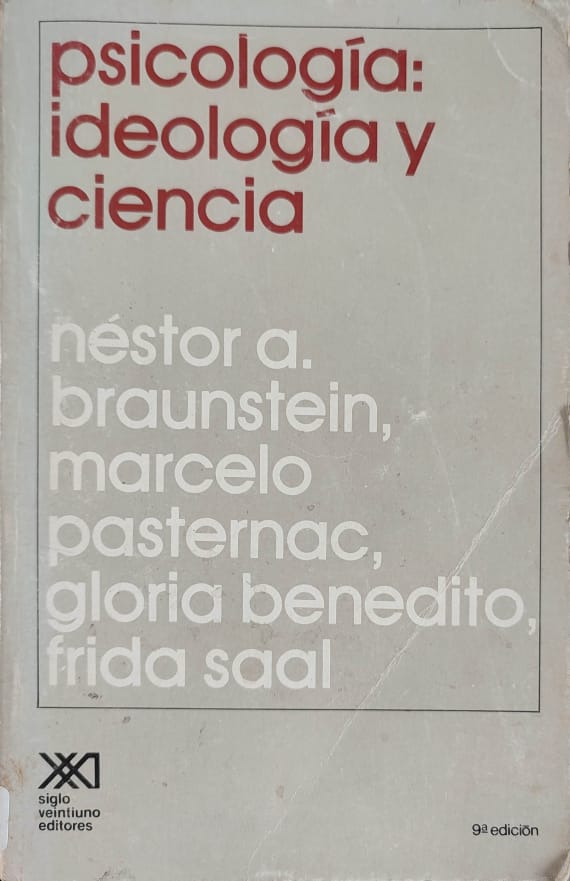 psicología:
ideología y
ciencia
néstor a.
braunstein,
marcelo
pasternac,
gloria benedito,
frida saal
siglo
veintiuno
editores
9ª edición